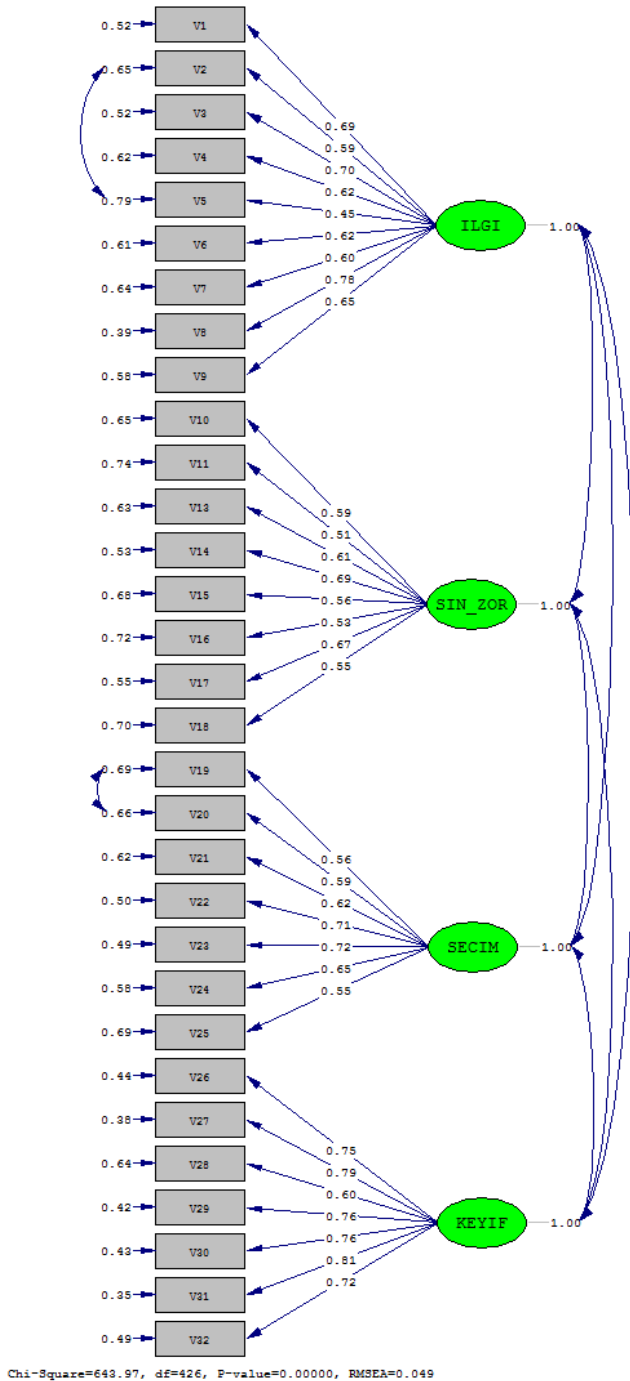 0.52 V1
0.65 V2
0.52 V3
0.62 V4
0.79 V5
0.61 V6
0.64 V7
0.39 V8
0.58 V9
0.69
0.59
0.70
0.62
0.45
0.62
0.60
0.78
0.65
ILGI 1.00
0.65 V10
0.74 V11
0.63 V13
0.53 V14
0.68 V15
0.72 V16
0.55 V17
0.70 V18
0.59
0.51
0.61
0.69
0.56
0.53
0.67
0.55
SIN_ZOR 1.00
0.69 V19
0.66 V20
0.62 V21
0.50 V22
0.49 V23
0.58 V24
0.69 V25
0.56
0.59
0.62
0.71
0.72
0.65
0.55
SECIM 1.00
0.44 V26
0.38 V27
0.64 V28
0.42 V29
0.43 V30
0.35 V31
0.49 V32
0.75
0.79
0.60
0.76
0.76
0.81
0.72
KEYIF 1.00
Chi-Square=643.97, df=426, P-value=0.00000, RMSEA=0.049